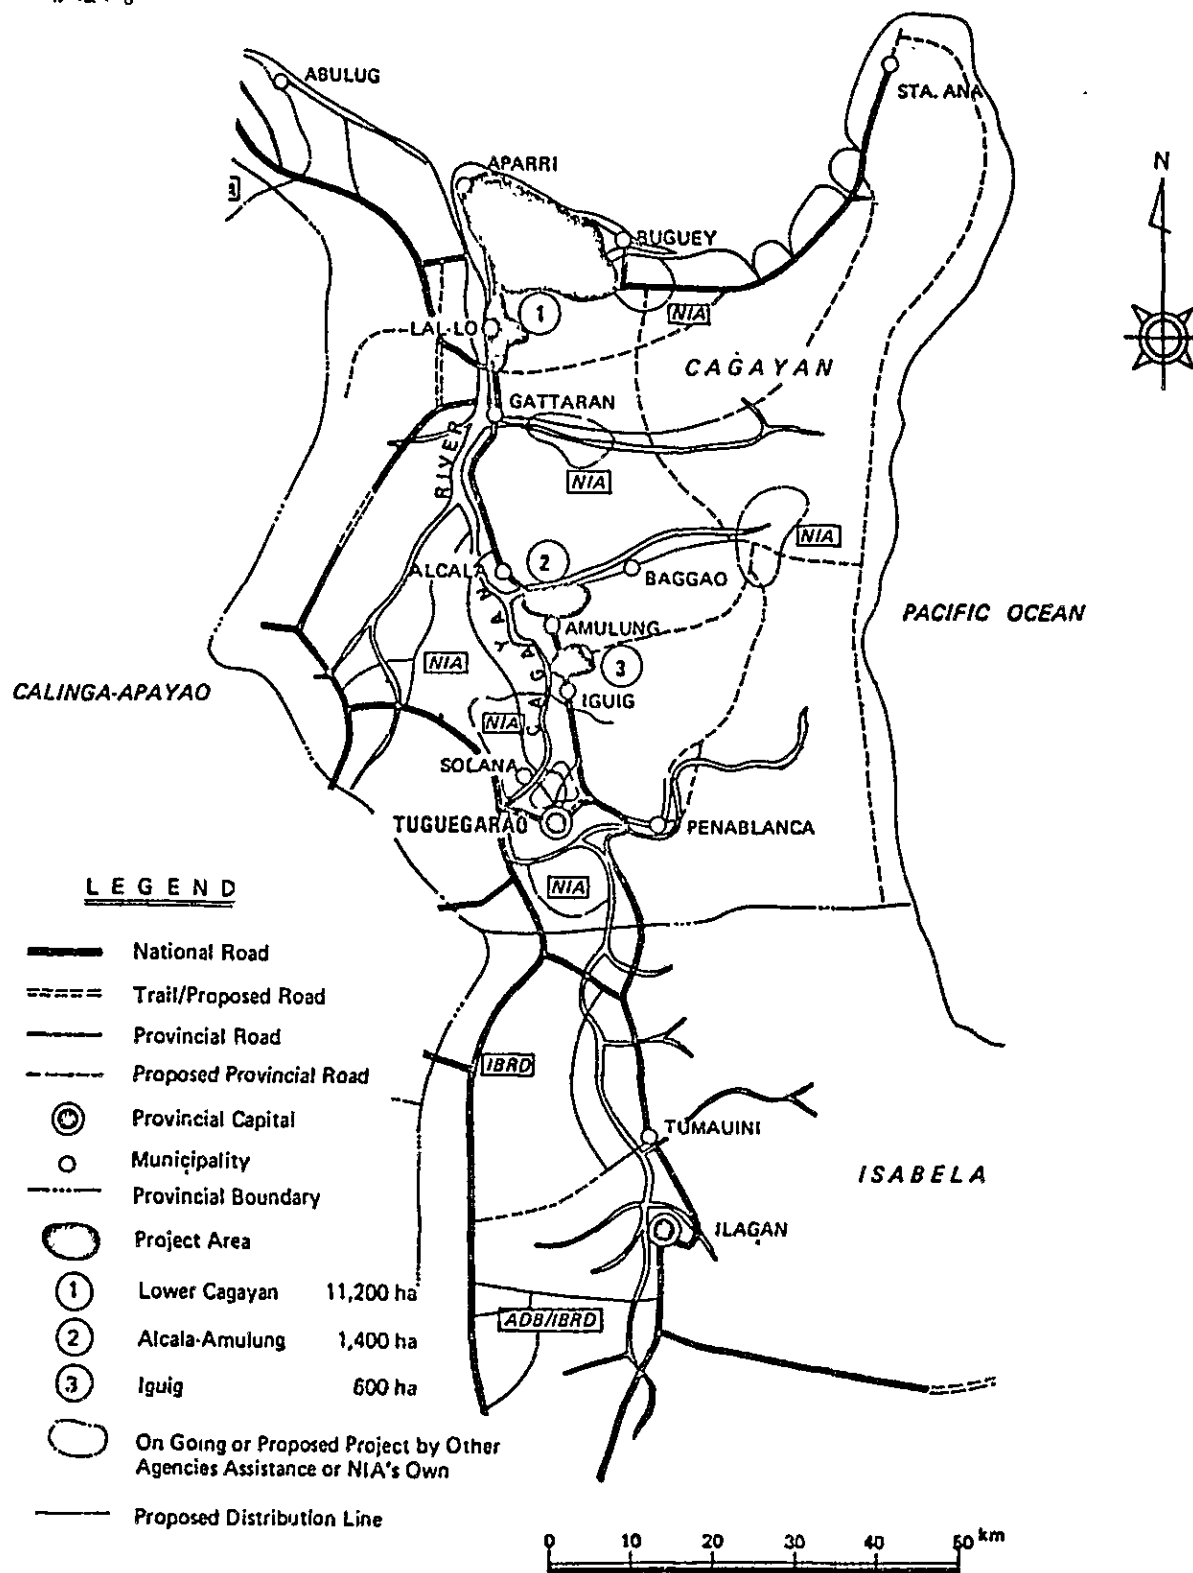 ABULUG
STA. ANA
APARRI
N
BUGUEY
1
NIA
LAL-LO
CAGAYAN
GATTARAN
RIVER
NIA
2
NIA
ALCALA
BAGGAO
CAGAYAN
AMULUNG
PACIFIC OCEAN
3
NIA
CALINGA-APAYAO
IGUIG
NIA
SOLANA
TUGUEGARAO
PENABLANCA
NIA
LEGEND
National Road
Trail/Proposed Road
Provincial Road
IBRD
Proposed Provincial Road
Provincial Capital
TUMAUINI
Municipality
ISABELA
Provincial Boundary
ILAGAN
Project Area
1 Lower Cagayan 11,200 ha
ADB/IBRD
2 Alcala-Amulung 1,400 ha
3 Iguig 600 ha
On Going or Proposed Project by Other
Agencies Assistance or NIA's Own
Proposed Distribution Line
0 10 20 30 40 50 km